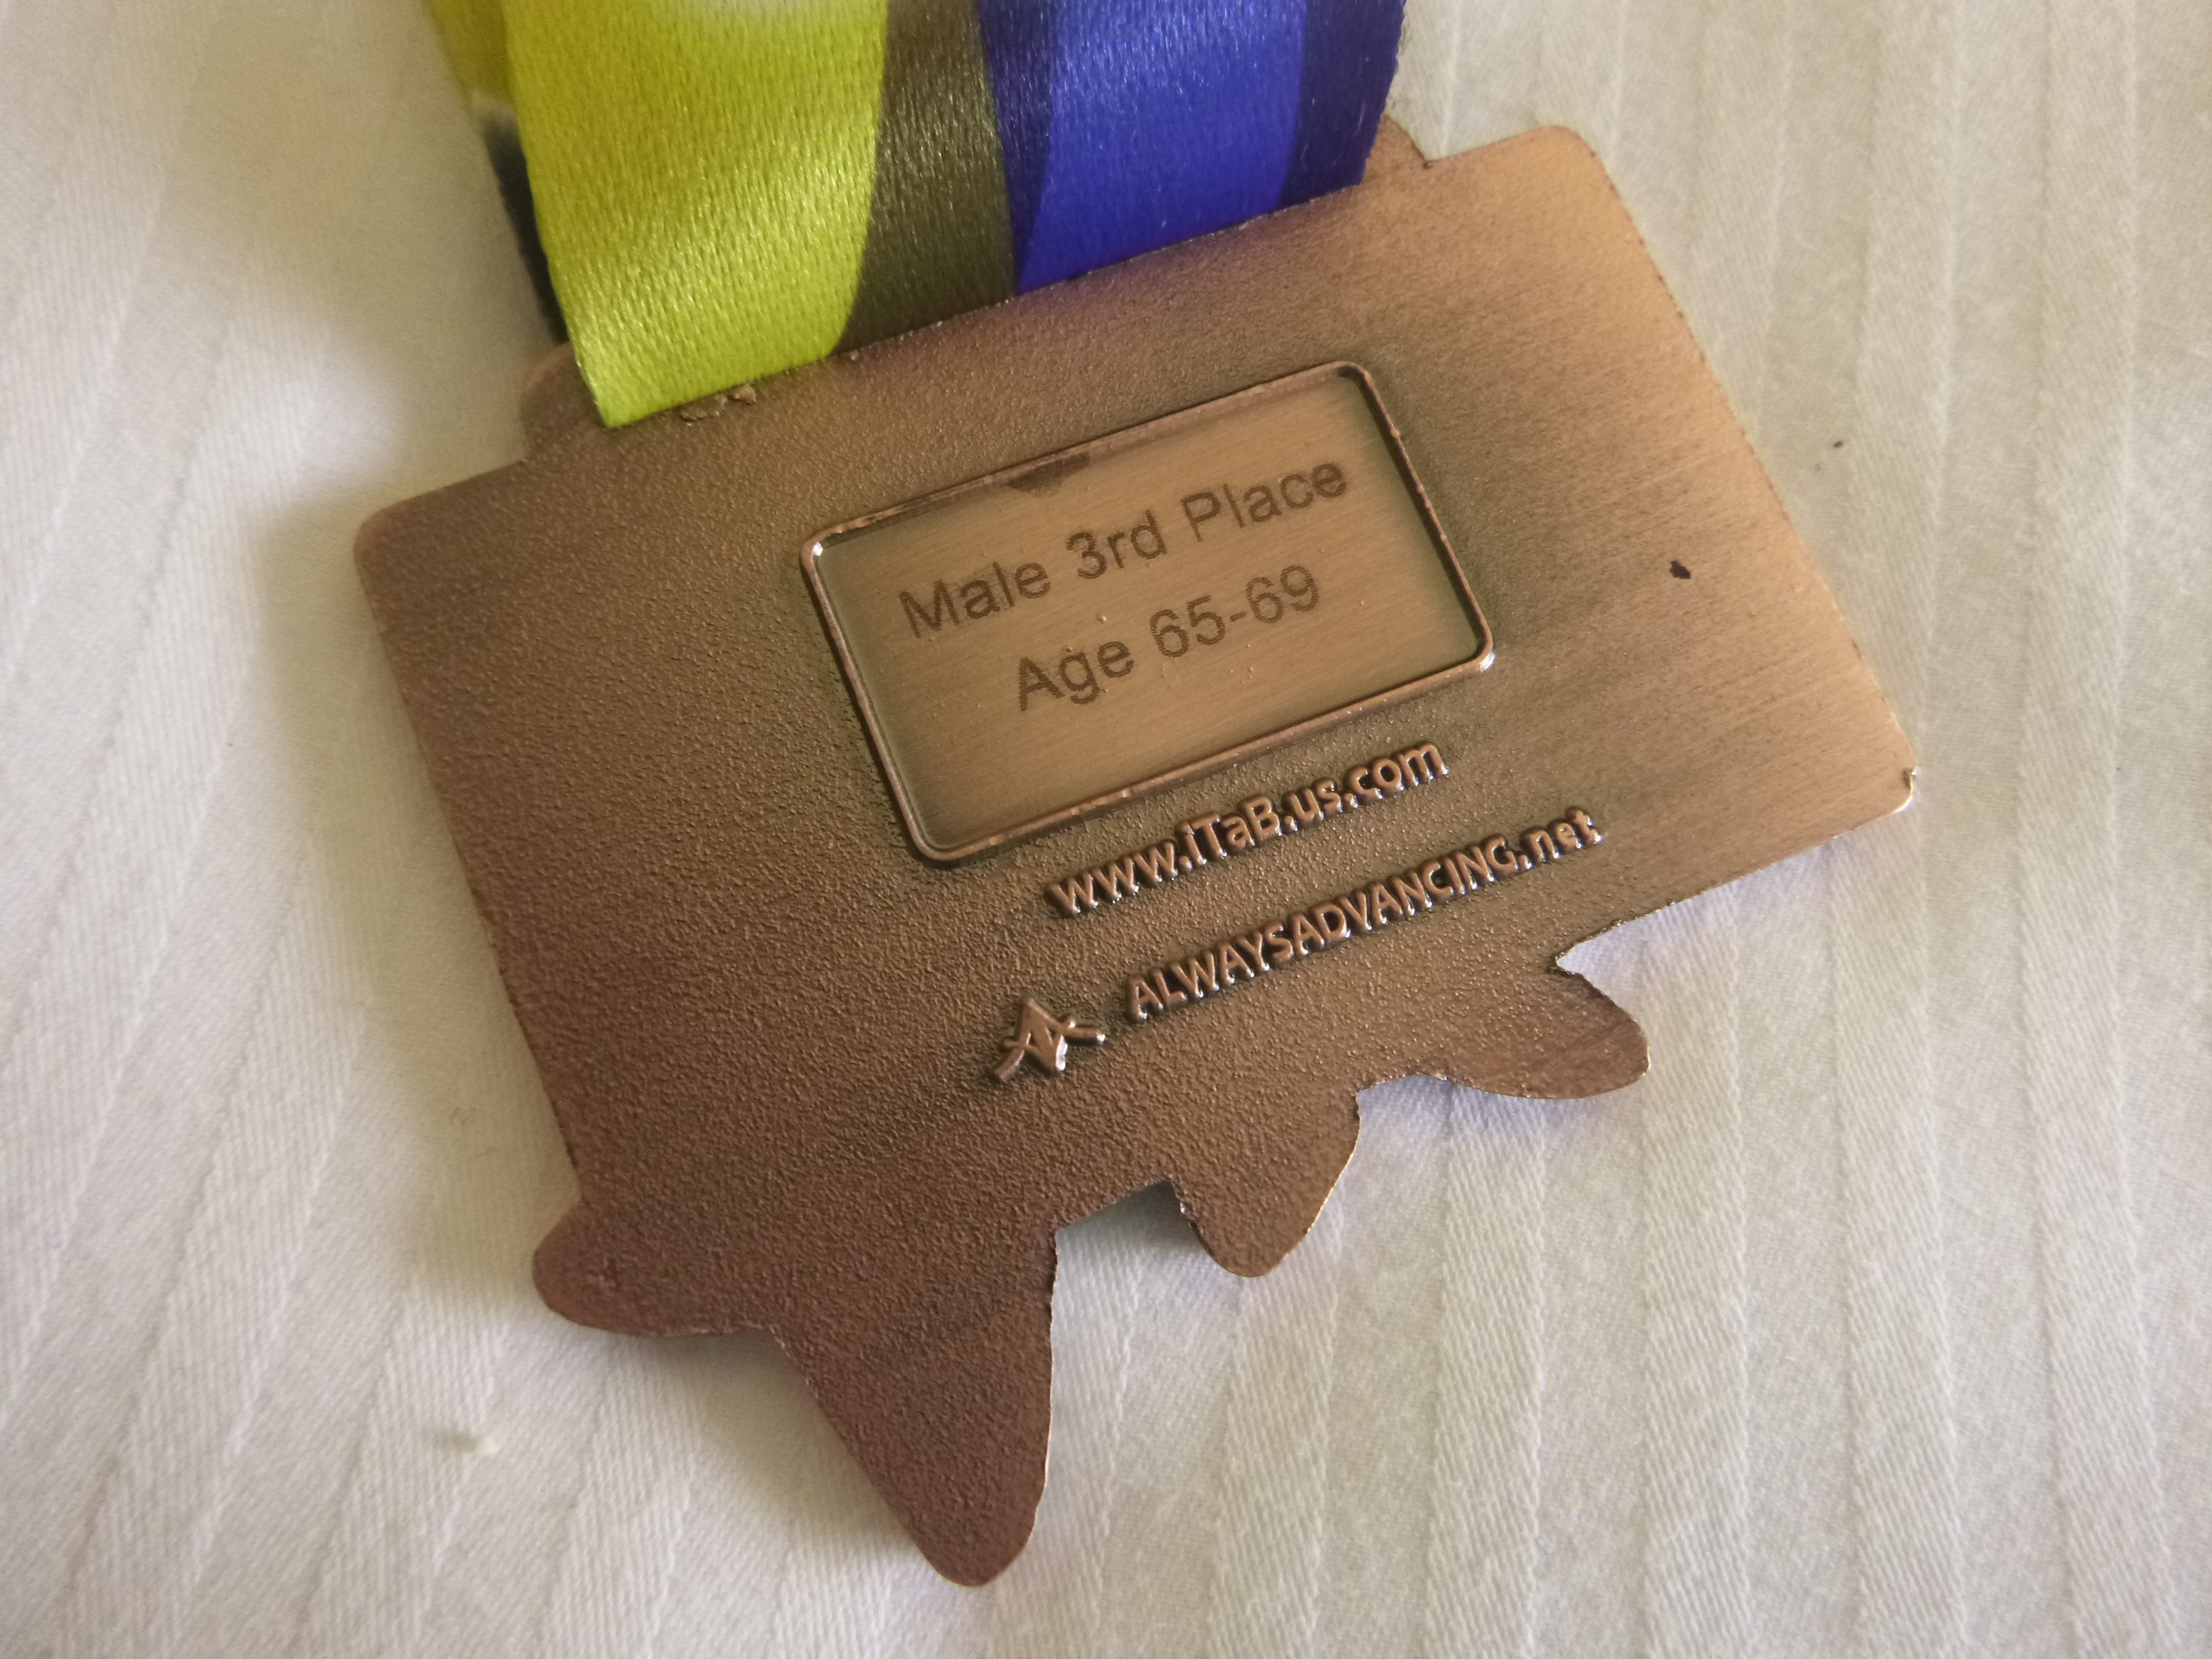 Male 3rd Place
Age 65-69
www.iTaB.us.com
ALWAYSADVANCING.net